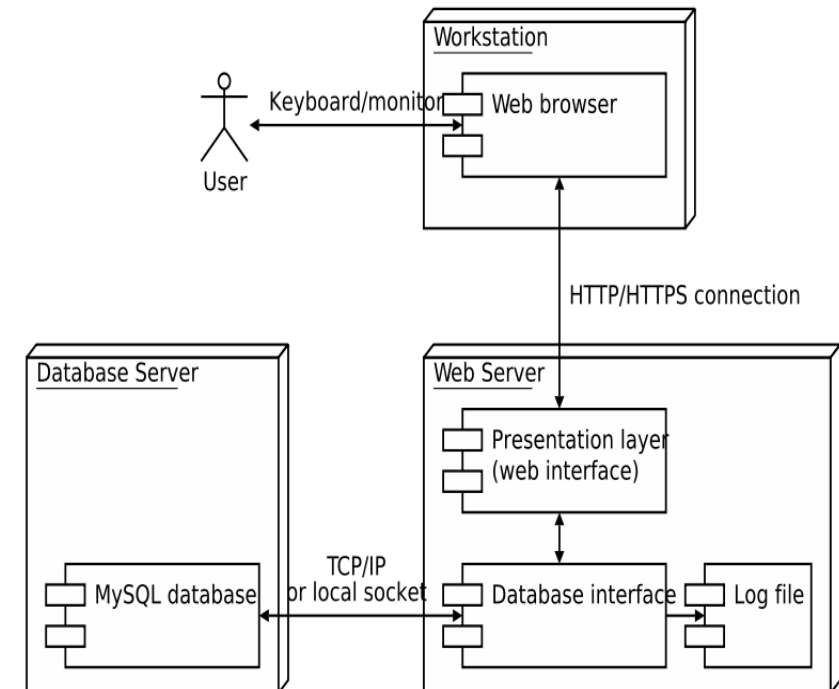 Workstation
Keyboard/monitor
Web browser
User
HTTP/HTTPS connection
Database Server
Web Server
Presentation layer
(web interface)
TCP/IP
or local socket
MySQL database
Database interface
Log file